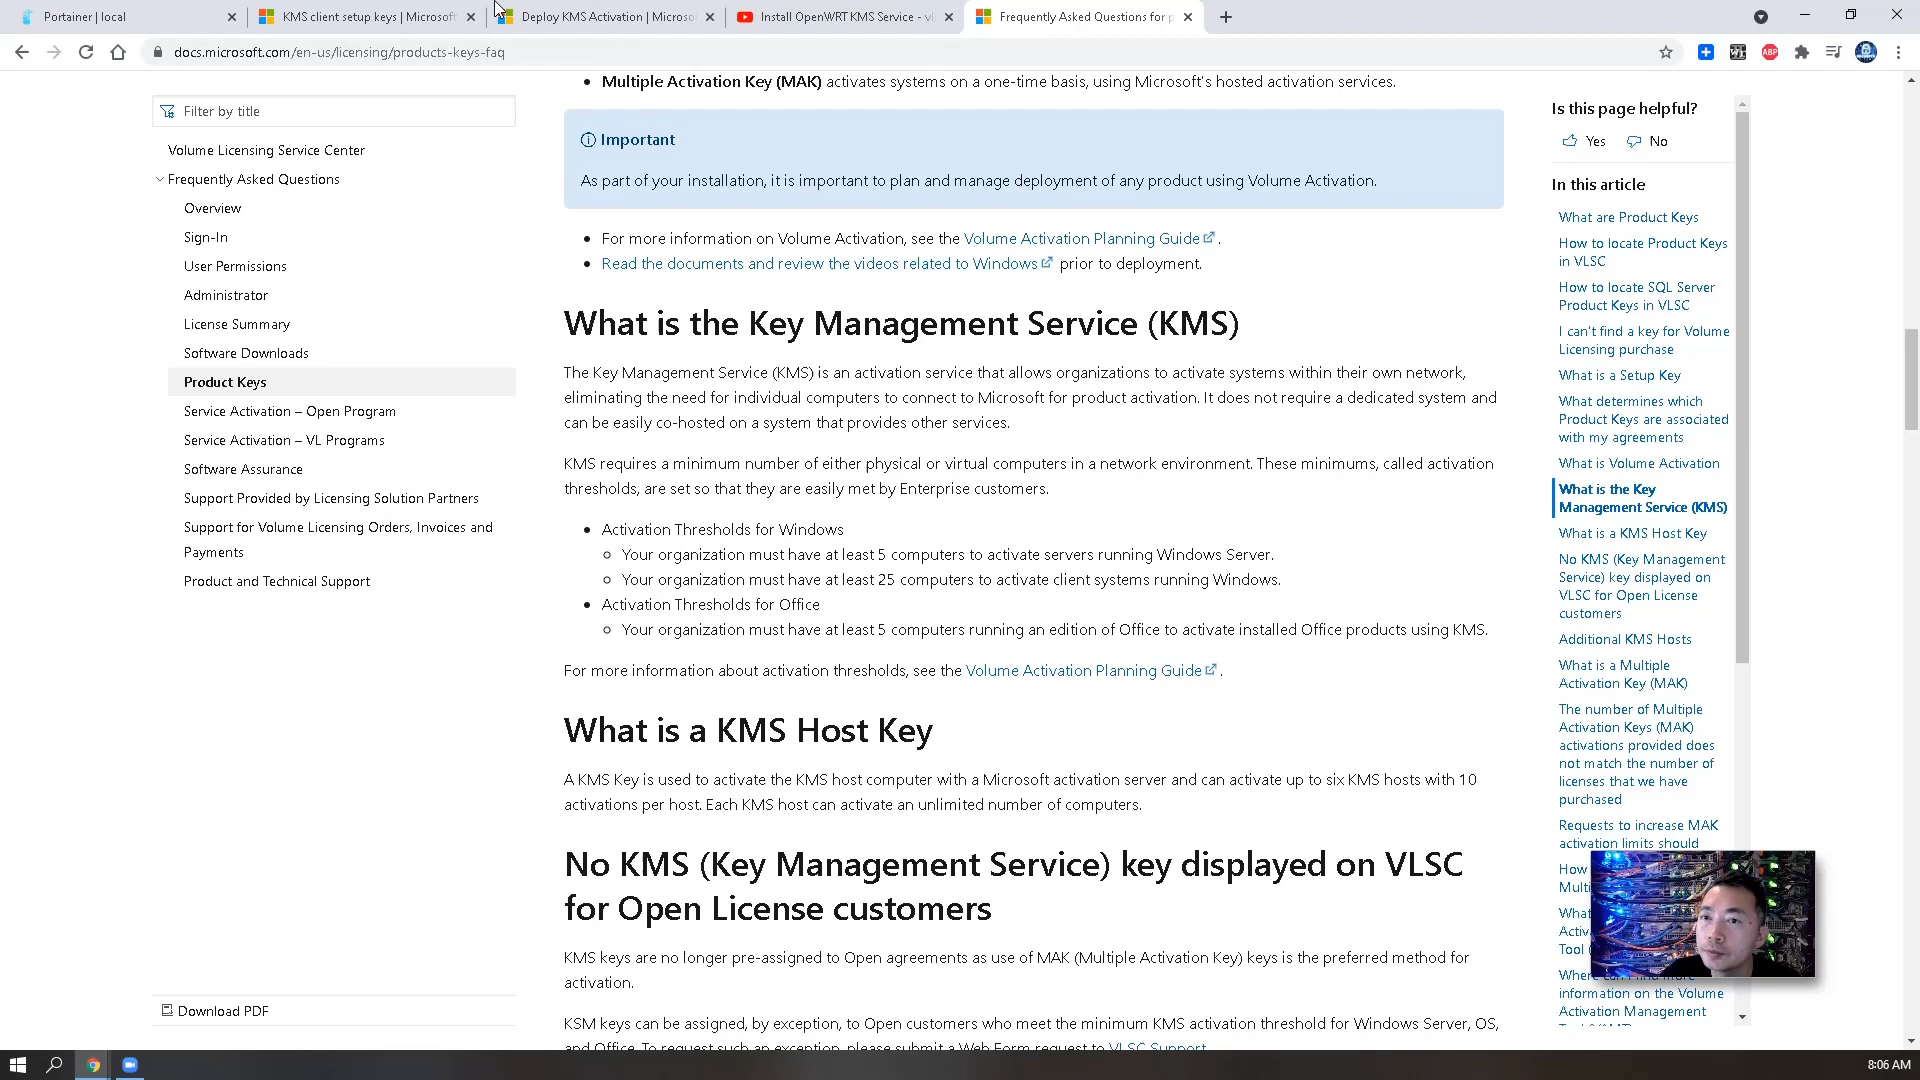 Portainer | local
KMS client setup keys | Microsoft
Deploy KMS Activation | Microso
Install OpenWRT KMS Service - vl
Frequently Asked Questions for p
docs.microsoft.com/en-us/licensing/products-keys-faq
ABP
Filter by title
Volume Licensing Service Center
Frequently Asked Questions
Overview
Sign-In
User Permissions
Administrator
License Summary
Software Downloads
Product Keys
Service Activation – Open Program
Service Activation – VL Programs
Software Assurance
Support Provided by Licensing Solution Partners
Support for Volume Licensing Orders, Invoices and
Payments
Product and Technical Support
Download PDF
Multiple Activation Key (MAK) activates systems on a one-time basis, using Microsoft's hosted activation services.
Important
As part of your installation, it is important to plan and manage deployment of any product using Volume Activation.
For more information on Volume Activation, see the Volume Activation Planning Guide.
Read the documents and review the videos related to Windows prior to deployment.
What is the Key Management Service (KMS)
The Key Management Service (KMS) is an activation service that allows organizations to activate systems within their own network,
eliminating the need for individual computers to connect to Microsoft for product activation. It does not require a dedicated system and
can be easily co-hosted on a system that provides other services.
KMS requires a minimum number of either physical or virtual computers in a network environment. These minimums, called activation
thresholds, are set so that they are easily met by Enterprise customers.
Activation Thresholds for Windows
Your organization must have at least 5 computers to activate servers running Windows Server.
Your organization must have at least 25 computers to activate client systems running Windows.
Activation Thresholds for Office
Your organization must have at least 5 computers running an edition of Office to activate installed Office products using KMS.
For more information about activation thresholds, see the Volume Activation Planning Guide.
What is a KMS Host Key
A KMS Key is used to activate the KMS host computer with a Microsoft activation server and can activate up to six KMS hosts with 10
activations per host. Each KMS host can activate an unlimited number of computers.
No KMS (Key Management Service) key displayed on VLSC
for Open License customers
KMS keys are no longer pre-assigned to Open agreements as use of MAK (Multiple Activation Key) keys is the preferred method for
activation.
KSM keys can be assigned, by exception, to Open customers who meet the minimum KMS activation threshold for Windows Server, OS,
and Office. To request such an exception, please submit a Web Form request to VLSC Support
Is this page helpful?
Yes
No
In this article
What are Product Keys
How to locate Product Keys
in VLSC
How to locate SQL Server
Product Keys in VLSC
I can't find a key for Volume
Licensing purchase
What is a Setup Key
What determines which
Product Keys are associated
with my agreements
What is Volume Activation
What is the Key
Management Service (KMS)
What is a KMS Host Key
No KMS (Key Management
Service) key displayed on
VLSC for Open License
customers
Additional KMS Hosts
What is a Multiple
Activation Key (MAK)
The number of Multiple
Activation Keys (MAK)
activations provided does
not match the number of
licenses that we have
purchased
Requests to increase MAK
activation limits should
How
Multi
What
Activ
Tool
Where
information on the Volume
Activation Management
8:06 AM